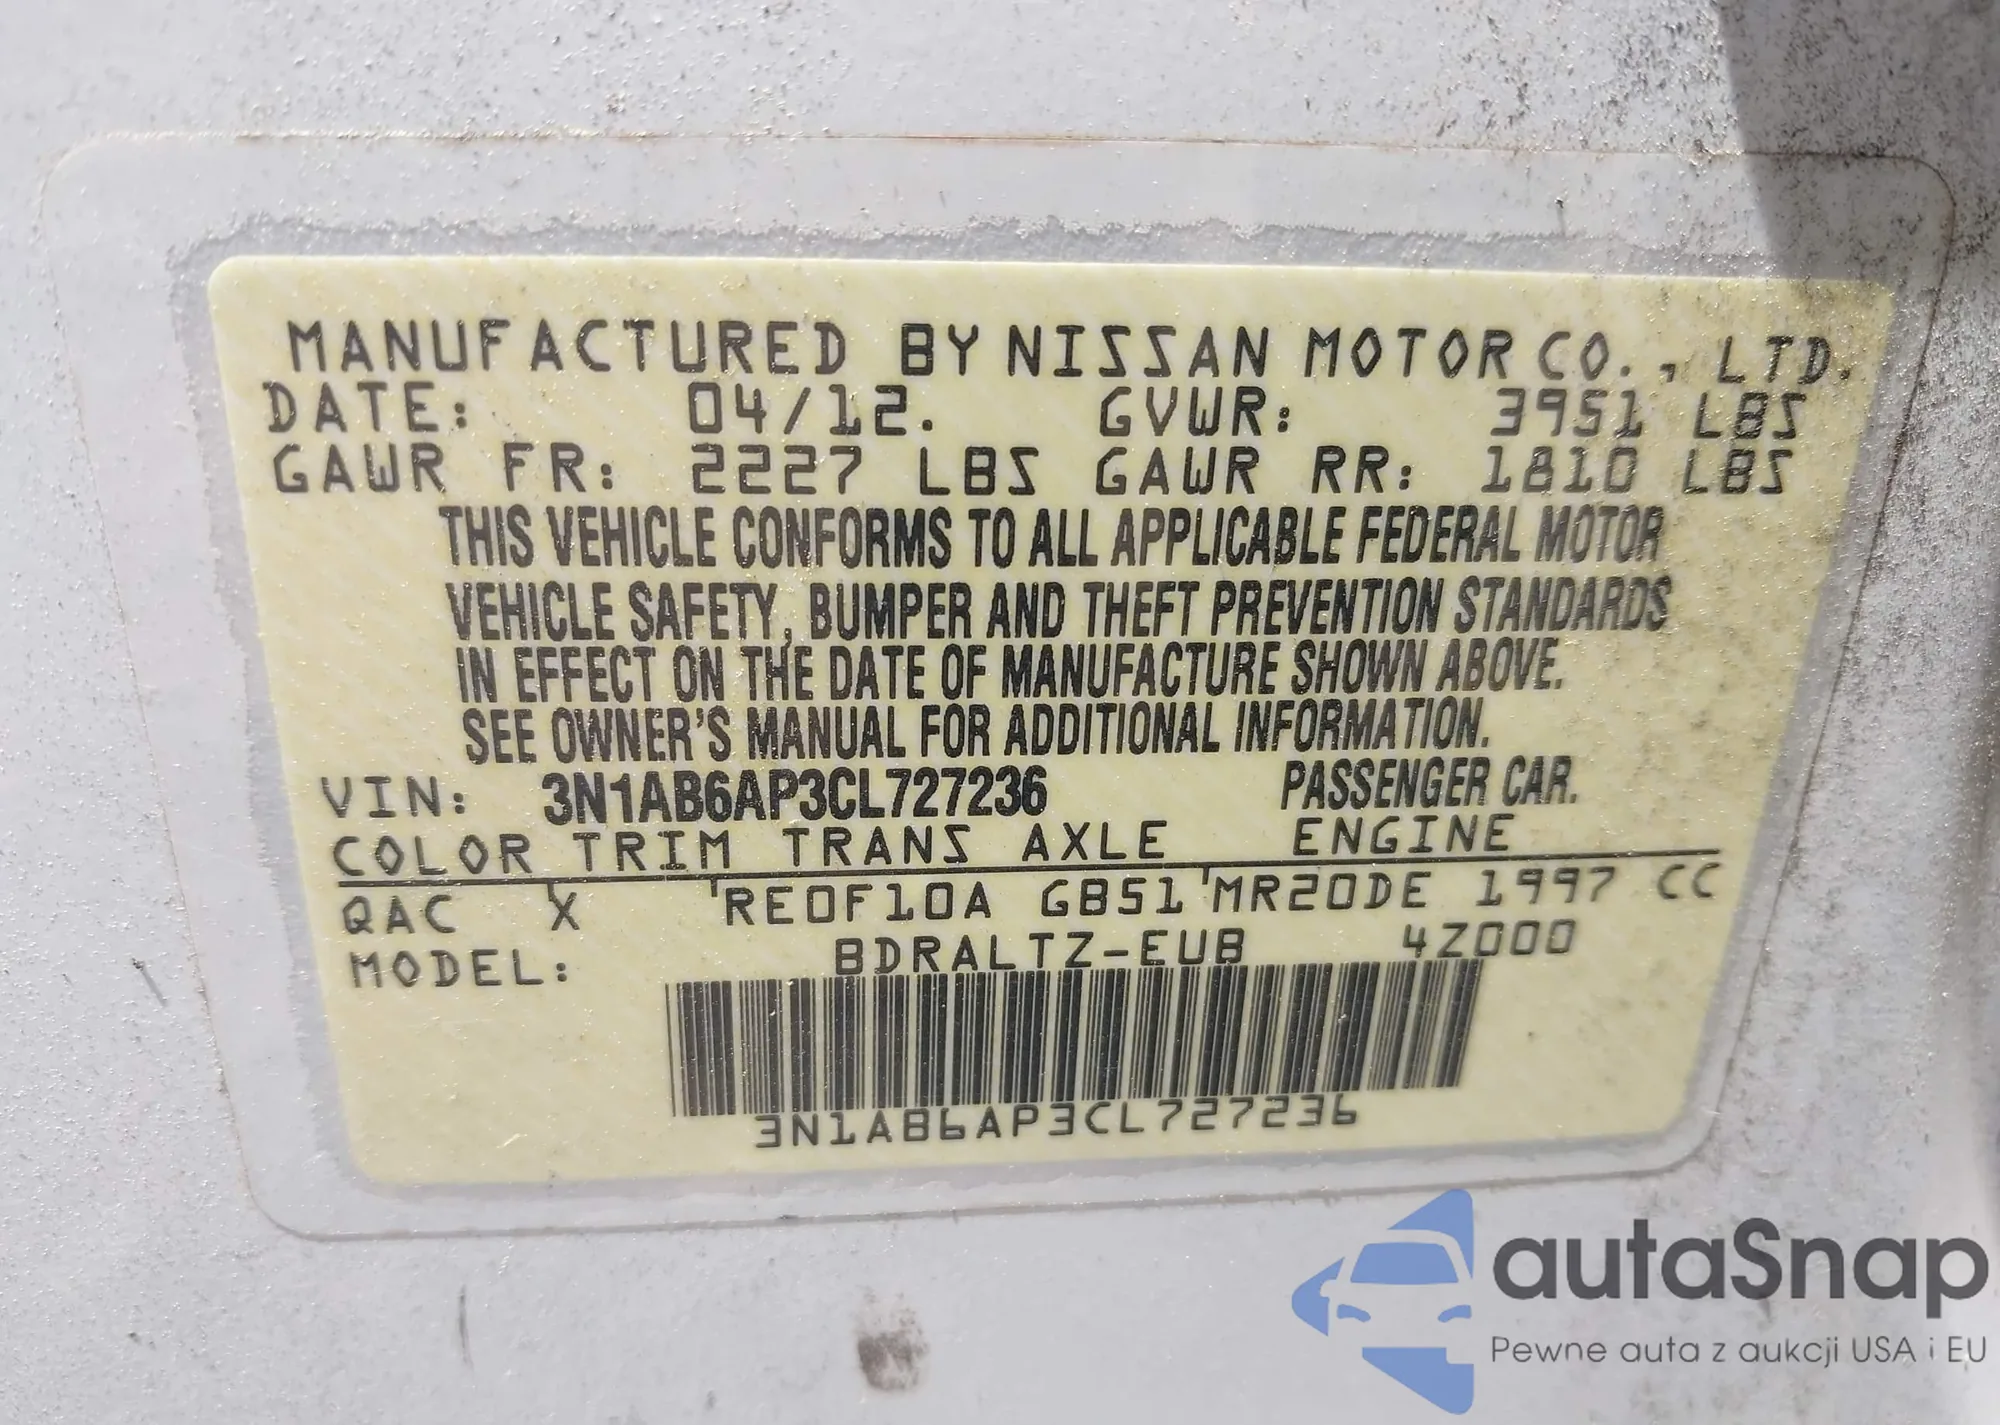 MANUFACTURED BY NISSAN MOTOR CO., LTD.
DATE: 04/12. GVWR: 3951 LBS
GAWR FR: 2227 LBS GAWR RR: 1810 LBS
THIS VEHICLE CONFORMS TO ALL APPLICABLE FEDERAL MOTOR
VEHICLE SAFETY, BUMPER AND THEFT PREVENTION STANDARDS
IN EFFECT ON THE DATE OF MANUFACTURE SHOWN ABOVE.
SEE OWNER'S MANUAL FOR ADDITIONAL INFORMATION.
VIN: 3N1AB6AP3CL727236 PASSENGER CAR.
COLOR TRIM TRANS AXLE ENGINE
QAC X RE0F10A GB51 MR20DE 1997 CC
MODEL: BDRALTZ-EUB 4Z000
3N1AB6AP3CL727236
autaSnap
Pewne auta z aukcji USA i EU